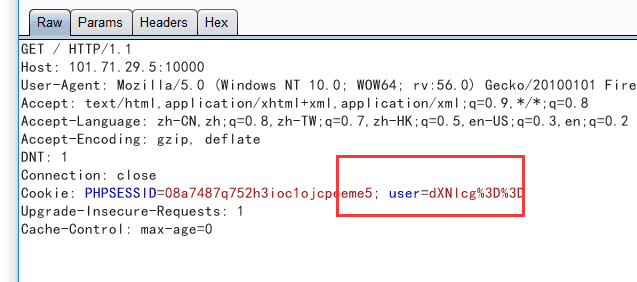 Raw Params Headers Hex
GET / HTTP/1.1
Host: 101.71.29.5:10000
User-Agent: Mozilla/5.0 (Windows NT 10.0; WOW64; rv:56.0) Gecko/20100101 Fire
Accept: text/html,application/xhtml+xml,application/xml;q=0.9,*/*;q=0.8
Accept-Language: zh-CN,zh;q=0.8,zh-TW;q=0.7,zh-HK;q=0.5,en-US;q=0.3,en;q=0.2
Accept-Encoding: gzip, deflate
DNT: 1
Connection: close
Cookie: PHPSESSID=08a7487q752h3ioc1ojcpeeme5; user=dXNlcg%3D%3D
Upgrade-Insecure-Requests: 1
Cache-Control: max-age=0